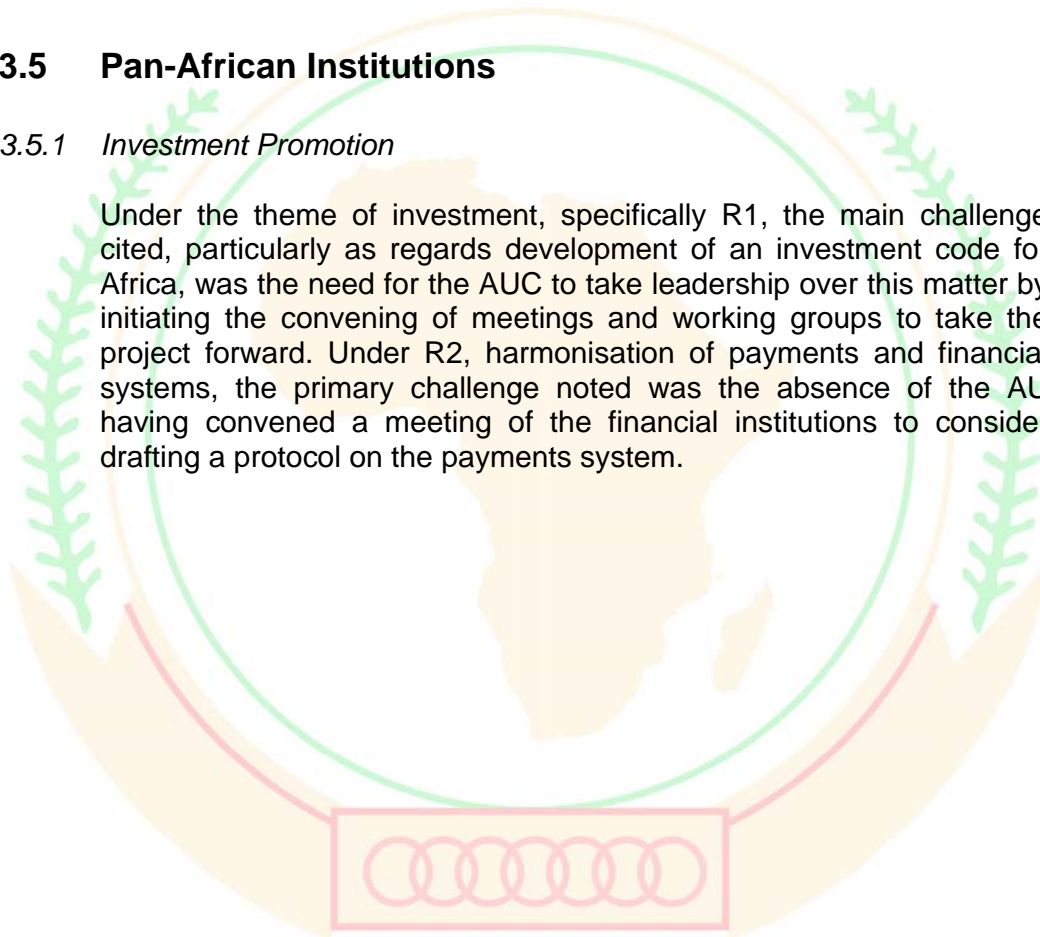 3.5 Pan-African Institutions
3.5.1 Investment Promotion
Under the theme of investment, specifically R1, the main challenge
cited, particularly as regards development of an investment code fo
Africa, was the need for the AUC to take leadership over this matter by
initiating the convening of meetings and working groups to take the
project forward. Under R2, harmonisation of payments and financia
systems, the primary challenge noted was the absence of the AU
having convened a meeting of the financial institutions to conside
drafting a protocol on the payments system.